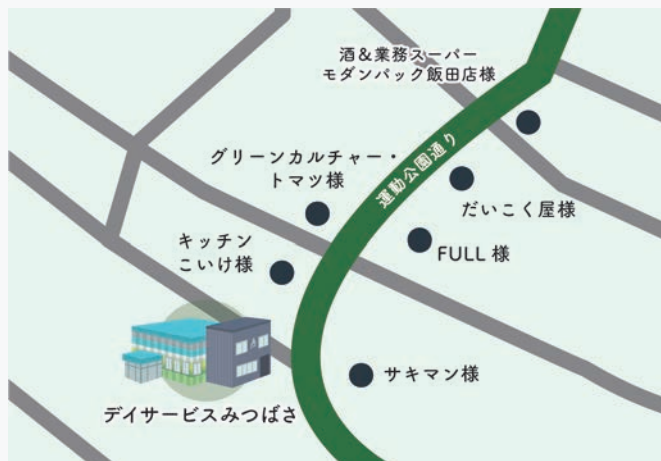 酒&業務スーパー
モダンパック飯田店様
運動公園通り
グリーンカルチャー・
トマツ様
だいこく屋様
キッチン
こいけ様
FULL 様
サキマン様
デイサービスみつばさ